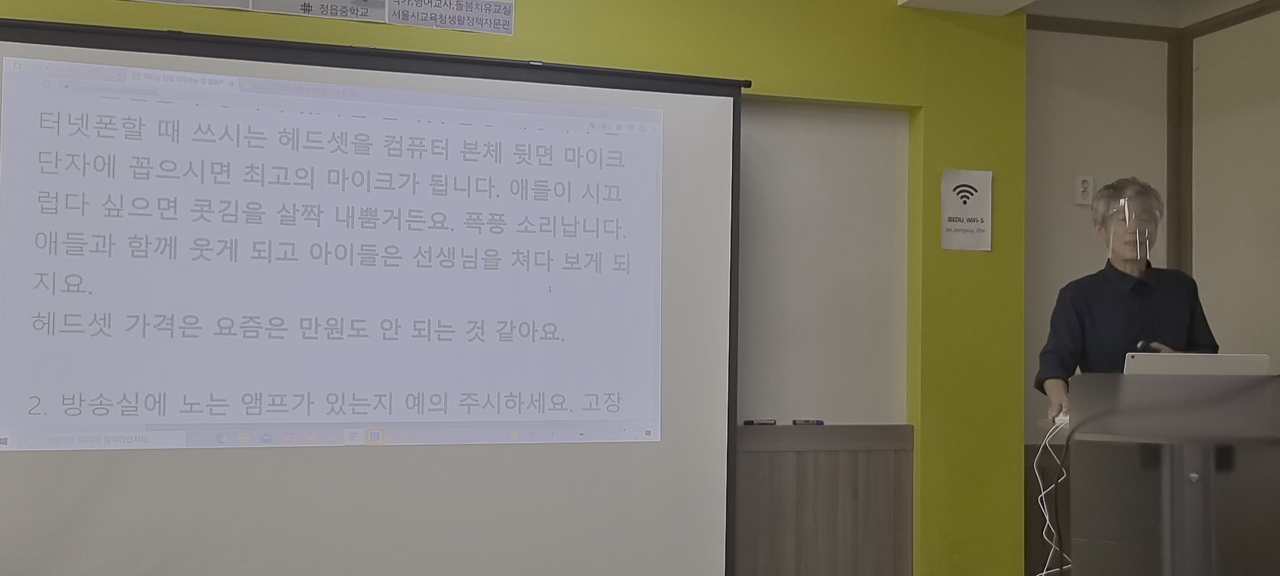 정읍중학교
서울시교육청생활정책자문관
터넷폰할 때 쓰시는 헤드셋을 컴퓨터 본체 뒷면 마이크
단자에 꼽으시면 최고의 마이크가 됩니다. 애들이 시끄
럽다 싶으면 콧김을 살짝 내뿜거든요. 폭풍 소리납니다.
애들과 함께 웃게 되고 아이들은 선생님을 쳐다 보게 되
지요.
헤드셋 가격은 요즘은 만원도 안 되는 것 같아요.
2. 방송실에 노는 앰프가 있는지 예의 주시하세요. 고장